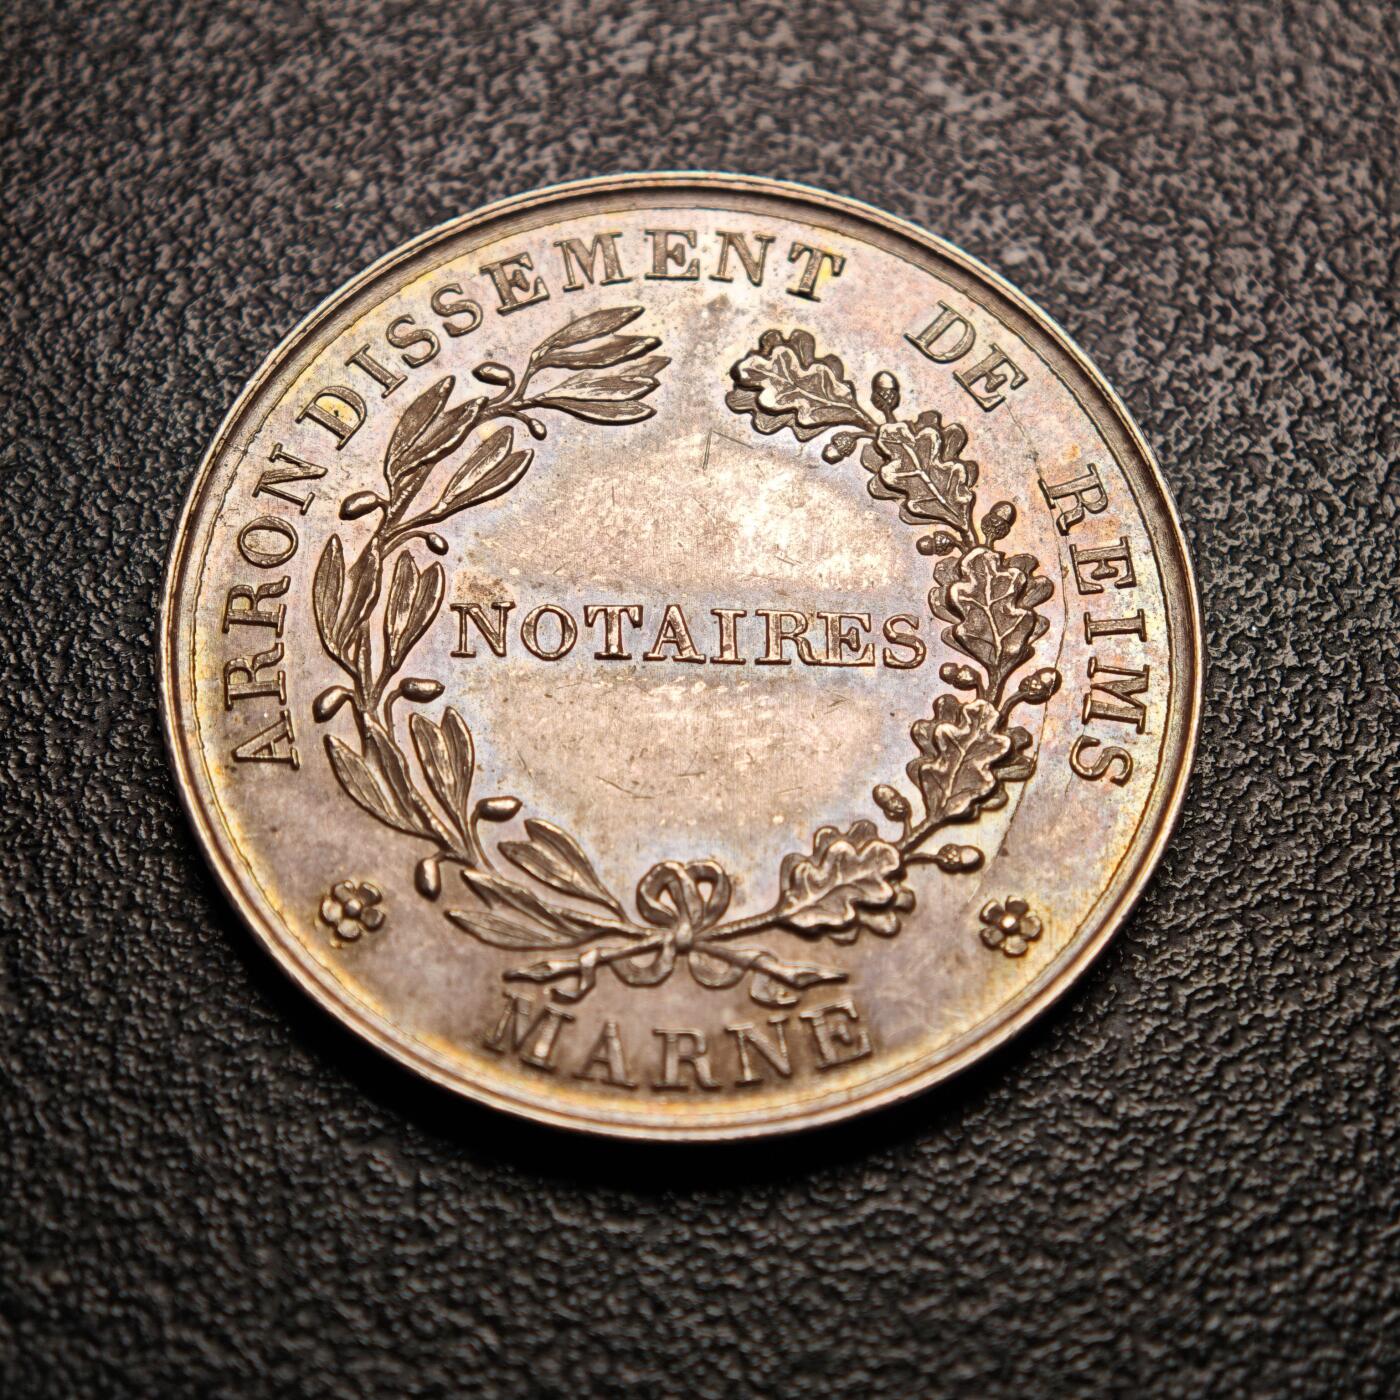 ARRONDISSEMENT DE REIMS
NOTAIRES
MARNE